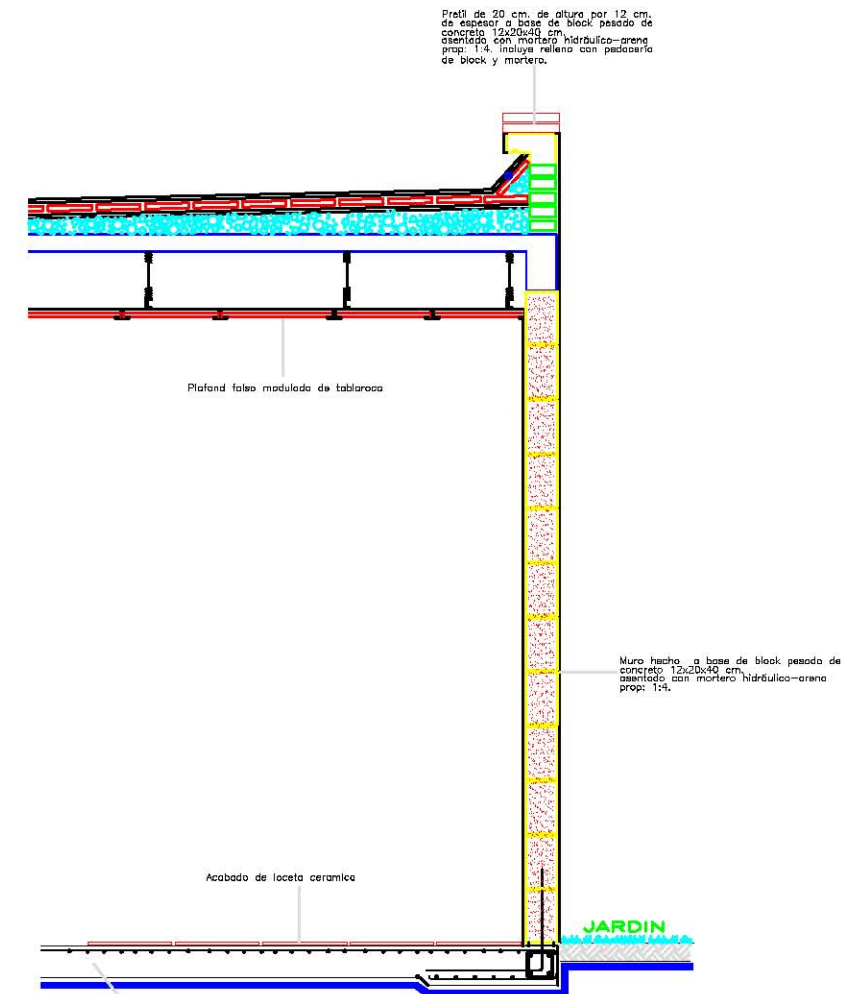 Pretil de 20 cm. de altura por 12 cm.
de espesor a base de block pesado de
concreto 12x20x40 cm.
asentado con mortero hidráulico-arena
prop: 1:4. incluye relleno con pedacería
de block y mortero.
Plafond falso modulado de tablaroca
Muro hecho a base de block pesado de
concreto 12x20x40 cm.
asentado con mortero hidráulico-arena
prop: 1:4.
Acabado de loceta ceramica
JARDIN